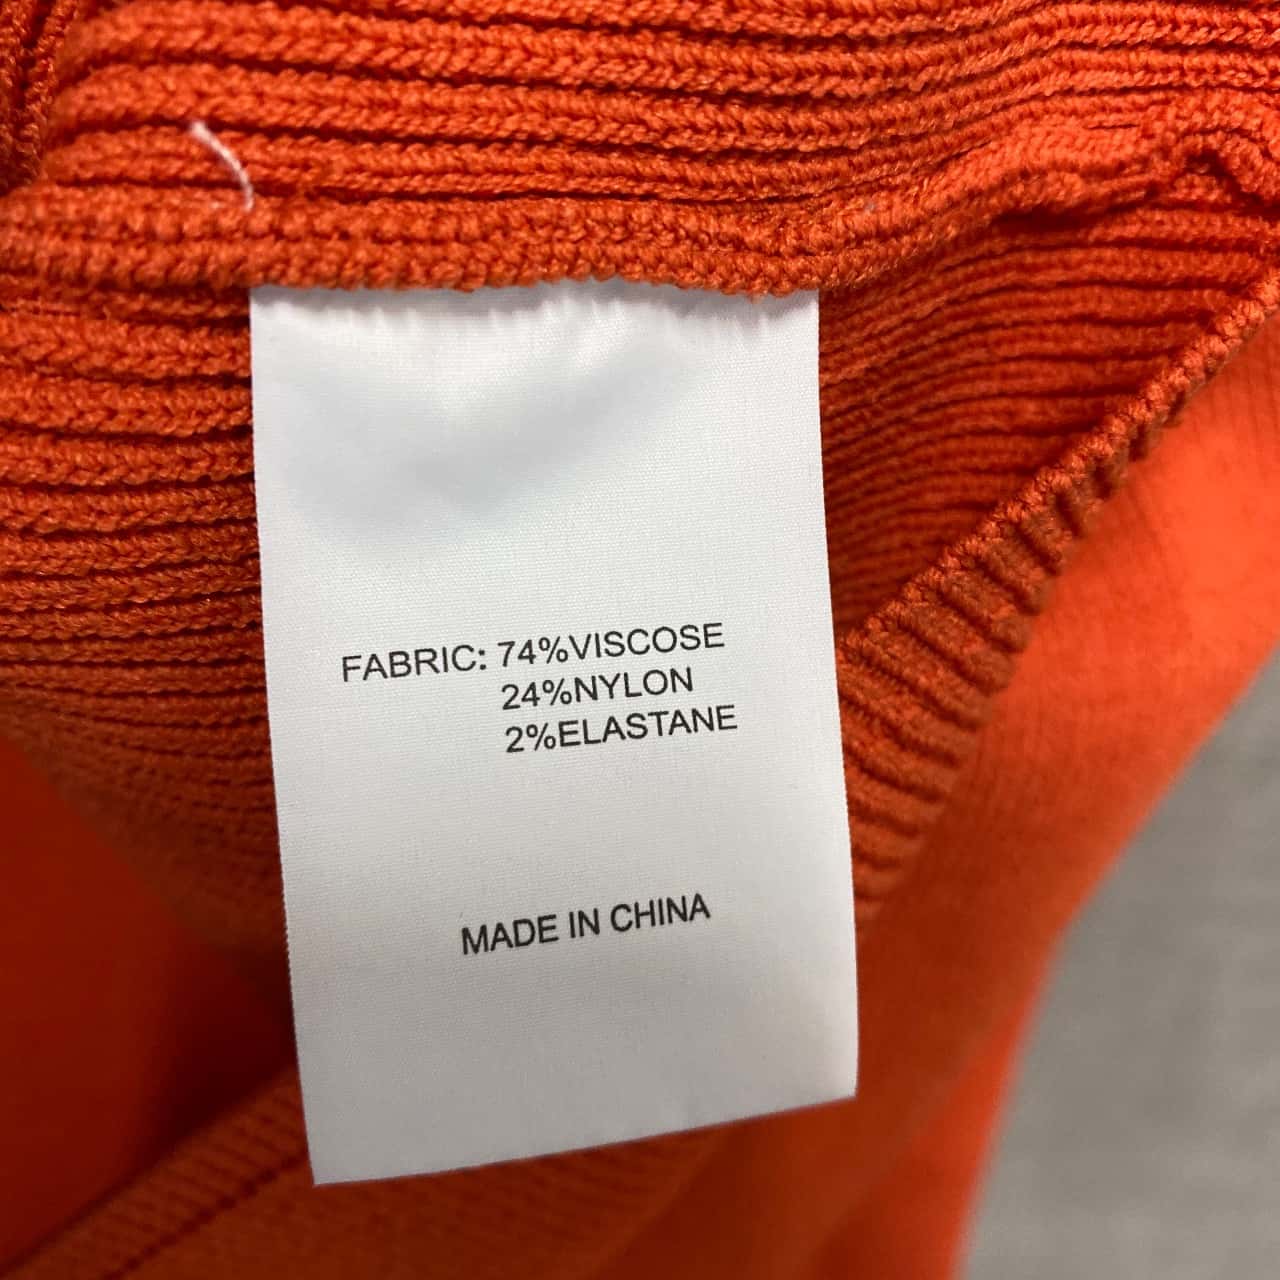 FABRIC: 74%VISCOSE
24%NYLON
2%ELASTANE
MADE IN CHINA